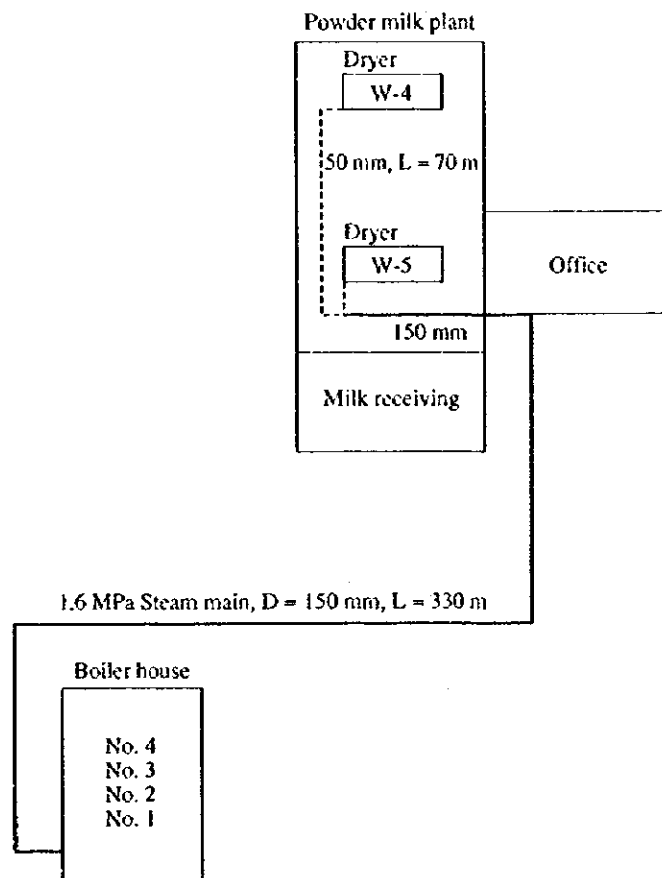 Powder milk plant
Dryer
W-4
50 mm, L = 70 m
Dryer
W-5
Office
150 mm
Milk receiving
1.6 MPa Steam main, D = 150 mm, L = 330 m
Boiler house
No. 4
No. 3
No. 2
No. 1